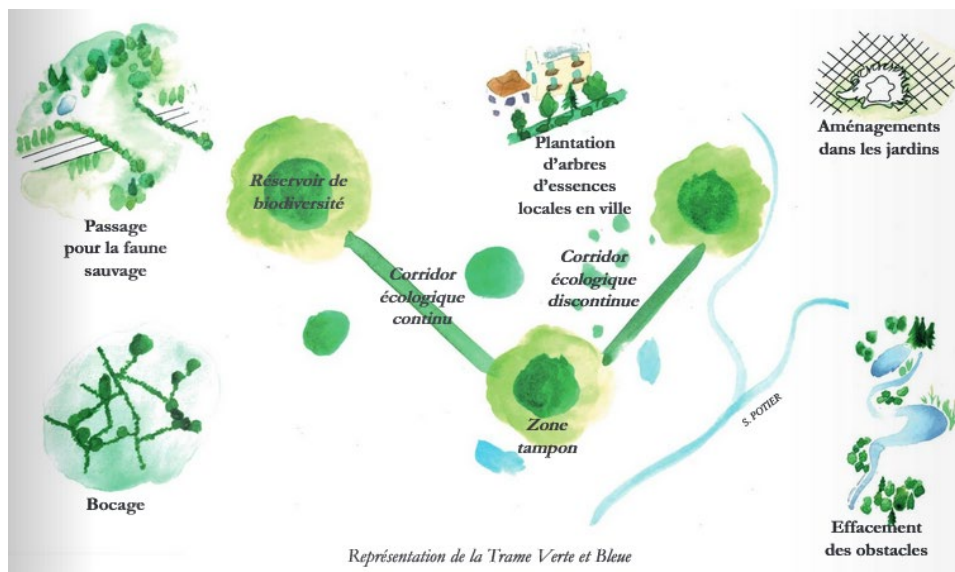 Passage
pour la faune
sauvage
Réservoir de
biodiversité
Plantation
d'arbres
d'essences
locales en ville
Aménagements
dans les jardins
Corridor
écologique
continu
Corridor
écologique
discontinue
Bocage
Zone
tampon
S. POTIER
Effacement
des obstacles
Représentation de la Trame Verte et Bleue